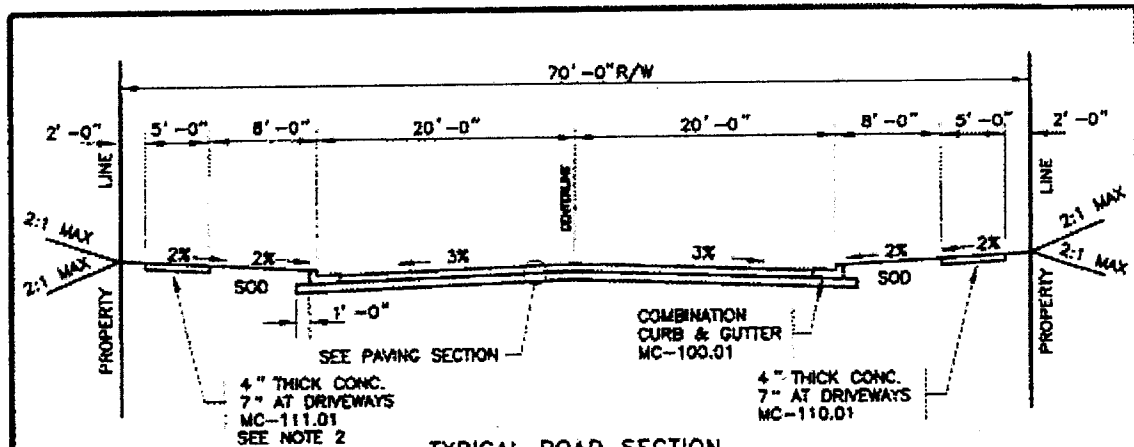 70'-0" R/W
2'-0" 5'-0" 8'-0" 20'-0" 20'-0" 8'-0" 5'-0" 2'-0"
LINE
CENTERLINE
LINE
2:1 MAX
2:1 MAX
2% 2% 3% 3% 2% 2%
2:1 MAX
2:1 MAX
SOD
SOD
PROPERTY
PROPERTY
1'-0"
SEE PAVING SECTION
COMBINATION
CURB & GUTTER
MC-100.01
4" THICK CONC.
7" AT DRIVEWAYS
MC-111.01
SEE NOTE 2
4" THICK CONC.
7" AT DRIVEWAYS
MC-110.01
TYPICAL ROAD SECTION